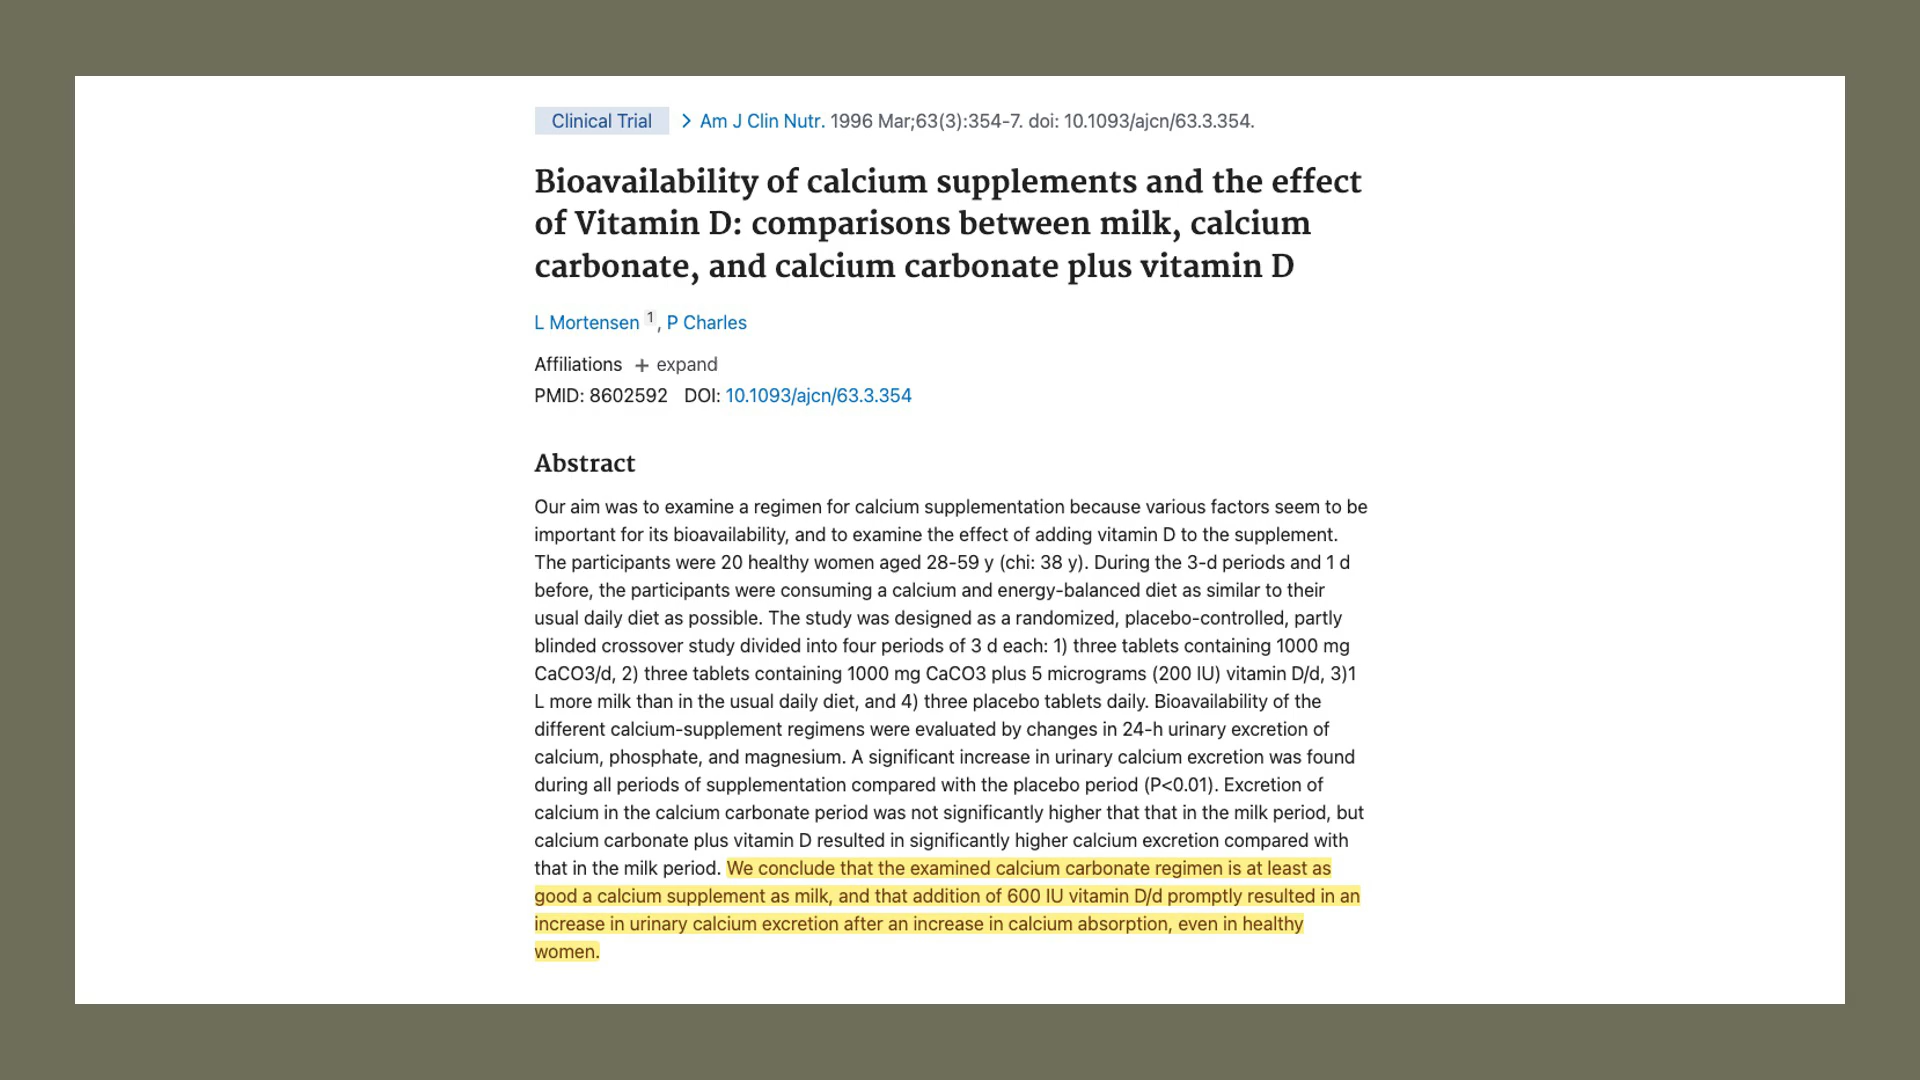 Clinical Trial > Am J Clin Nutr. 1996 Mar;63(3):354-7. doi: 10.1093/ajcn/63.3.354.
Bioavailability of calcium supplements and the effect
of Vitamin D: comparisons between milk, calcium
carbonate, and calcium carbonate plus vitamin D
L Mortensen 1, P Charles
Affiliations + expand
PMID: 8602592 DOI: 10.1093/ajcn/63.3.354
Abstract
Our aim was to examine a regimen for calcium supplementation because various factors seem to be
important for its bioavailability, and to examine the effect of adding vitamin D to the supplement.
The participants were 20 healthy women aged 28-59 y (chi: 38 y). During the 3-d periods and 1 d
before, the participants were consuming a calcium and energy-balanced diet as similar to their
usual daily diet as possible. The study was designed as a randomized, placebo-controlled, partly
blinded crossover study divided into four periods of 3 d each: 1) three tablets containing 1000 mg
CaCO3/d, 2) three tablets containing 1000 mg CaCO3 plus 5 micrograms (200 IU) vitamin D/d, 3)1
L more milk than in the usual daily diet, and 4) three placebo tablets daily. Bioavailability of the
different calcium-supplement regimens were evaluated by changes in 24-h urinary excretion of
calcium, phosphate, and magnesium. A significant increase in urinary calcium excretion was found
during all periods of supplementation compared with the placebo period (P<0.01). Excretion of
calcium in the calcium carbonate period was not significantly higher that that in the milk period, but
calcium carbonate plus vitamin D resulted in significantly higher calcium excretion compared with
that in the milk period. We conclude that the examined calcium carbonate regimen is at least as
good a calcium supplement as milk, and that addition of 600 IU vitamin D/d promptly resulted in an
increase in urinary calcium excretion after an increase in calcium absorption, even in healthy
women.